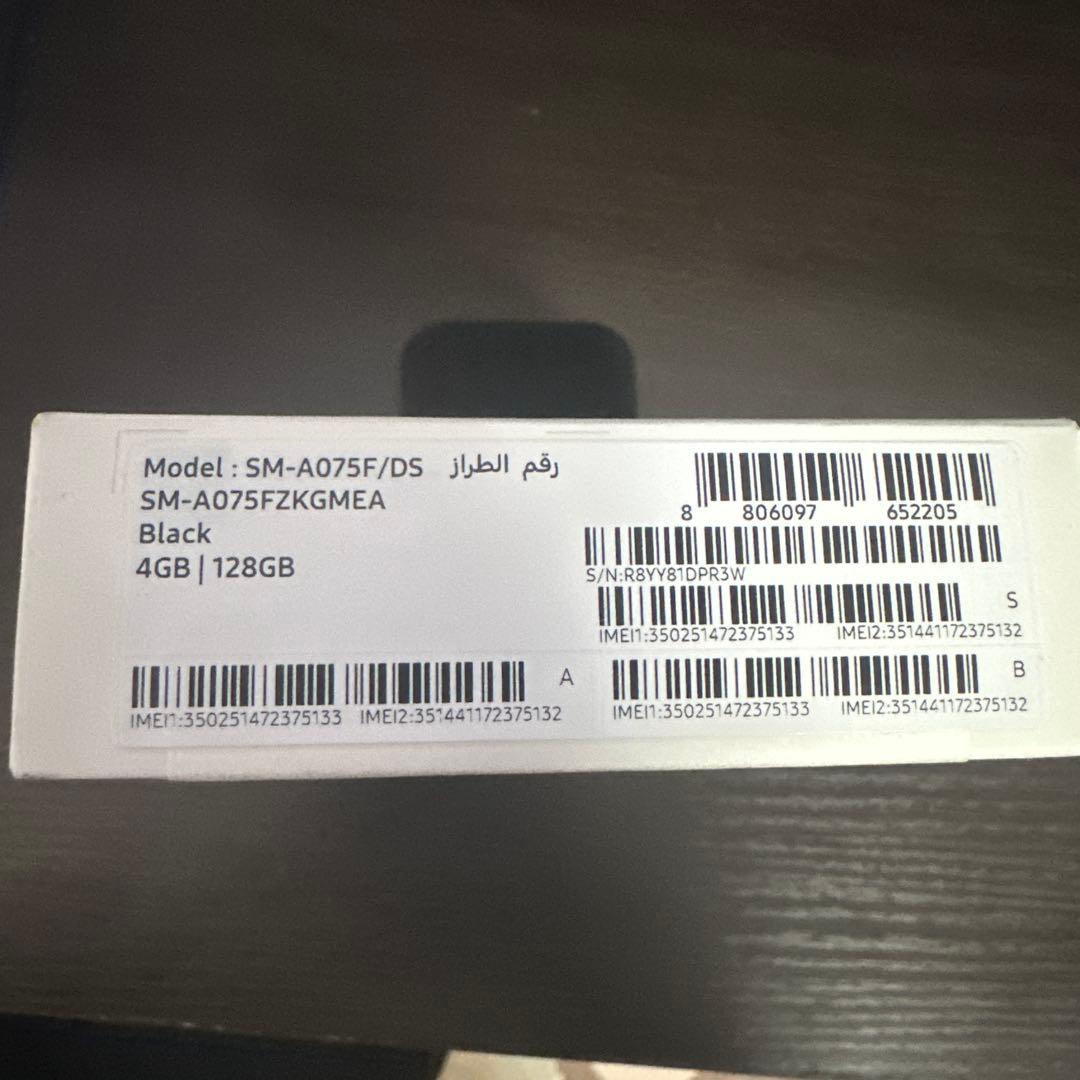 Model : SM-A075F/DS رقم الطراز
SM-A075FZKGMEA
Black
4GB | 128GB
8 806097 652205
S/N:R8YY81DPR3W
S
IMEI1:350251472375133 IMEI2:351441172375132
A
IMEI1:350251472375133 IMEI2:351441172375132
B
IMEI1:350251472375133 IMEI2:351441172375132